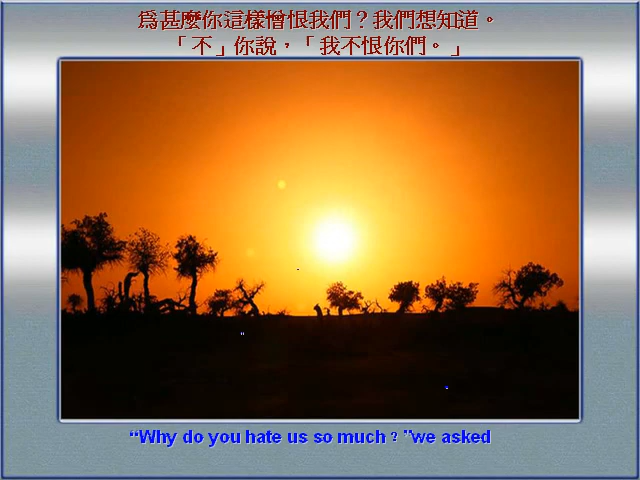 爲甚麼你這樣憎恨我們？我們想知道。
「不」你說，「我不恨你們。」
“Why do you hate us so much？”we asked